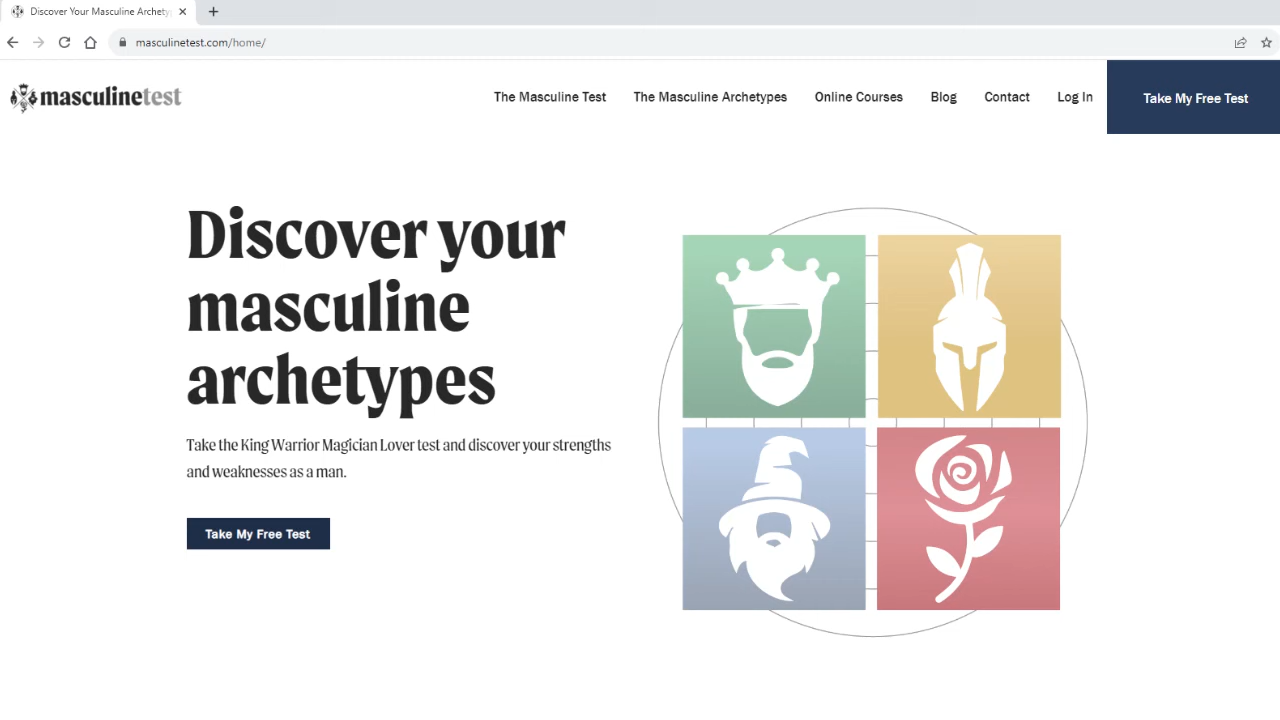 Discover Your Masculine Archety
masculinetest.com/home/
masculinetest
The Masculine Test
The Masculine Archetypes
Online Courses
Blog
Contact
Log In
Take My Free Test
Discover your
masculine
archetypes
Take the King Warrior Magician Lover test and discover your strengths
and weaknesses as a man.
Take My Free Test